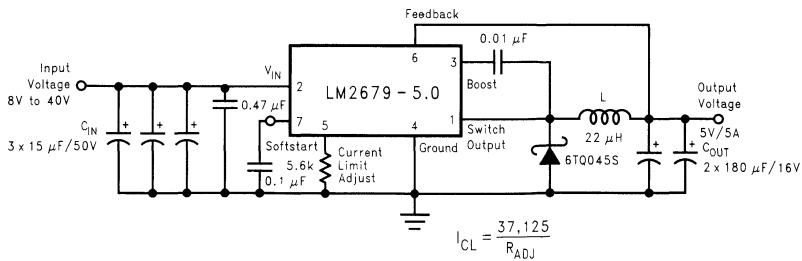 Feedback
0.01 μF
Input
Voltage
8V to 40V
V_IN
6
3
Boost
2
LM2679-5.0
L
Output
Voltage
5V/5A
C_IN
3 x 15 μF/50V
0.47 μF
7
5
4
1
Switch
Output
22 μH
Softstart
5.6k
Current
Limit
Adjust
Ground
6TQ045S
C_OUT
2 x 180 μF/16V
0.1 μF
+
+
+
+
+
I_CL = 37,125 / R_ADJ